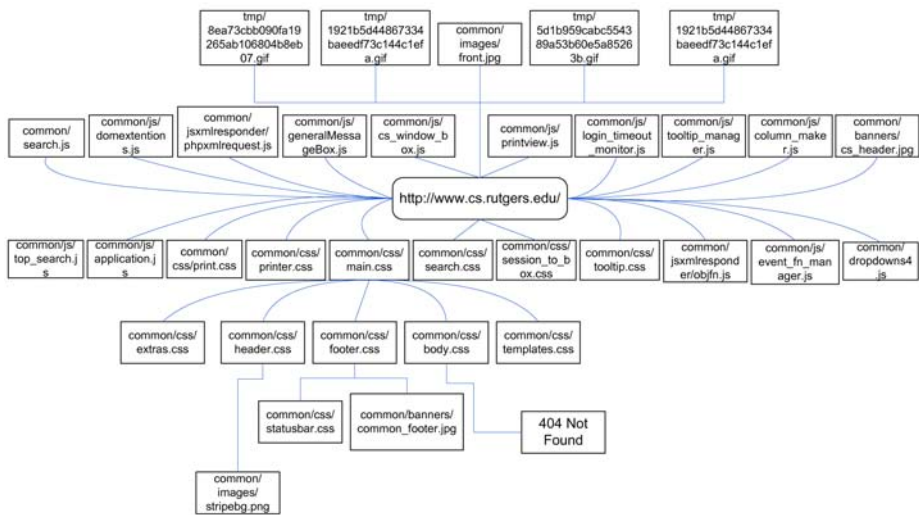 tmp/
8ea73cbb090fa19
265ab106804b8eb
07.gif
tmp/
1921b5d44867334
baeedf73c144c1ef
a.gif
common/
images/
front.jpg
tmp/
5d1b959cabc5543
89a53b60e5a8526
3b.gif
tmp/
1921b5d44867334
baeedf73c144c1ef
a.gif
common/
search.js
common/js/
domextention
s.js
common/
jsxmlresponder/
phpxmlrequest.js
common/js/
generalMessa
geBox.js
common/js/
cs_window_b
ox.js
common/js/
printview.js
common/js/
login_timeout
_monitor.js
common/js/
tooltip_manag
er.js
common/js/
column_make
r.js
common/
banners/
cs_header.jpg
http://www.cs.rutgers.edu/
common/js/
top_search.j
s
common/js/
application.j
s
common/
css/print.css
common/css/
printer.css
common/css/
main.css
common/css/
search.css
common/css/
session_to_b
ox.css
common/css/
tooltip.css
common/
jsxmlrespond
er/objfn.js
common/js/
event_fn_ma
nager.js
common/
dropdowns4
.js
common/css/
extras.css
common/css/
header.css
common/css/
footer.css
common/css/
body.css
common/css/
templates.css
common/css/
statusbar.css
common/banners/
common_footer.jpg
404 Not
Found
common/
images/
stripebg.png